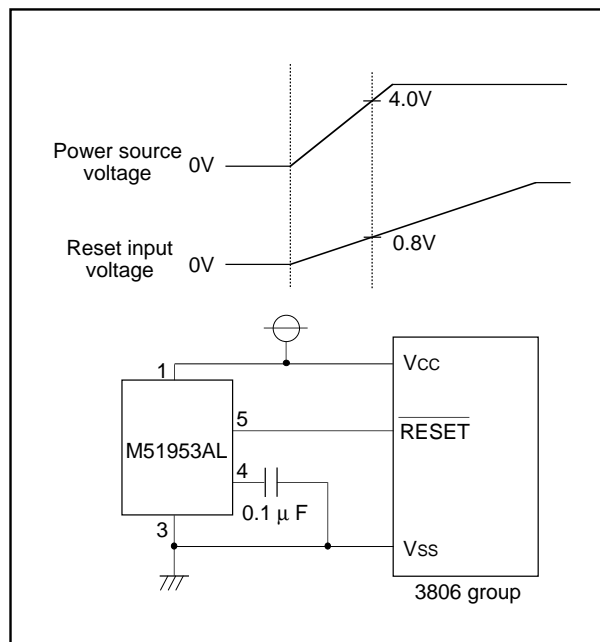 4.0V
Power source
voltage 0V
0.8V
Reset input
voltage 0V
1
VCC
5
RESET
M51953AL
4
0.1 μ F
3
VSS
3806 group